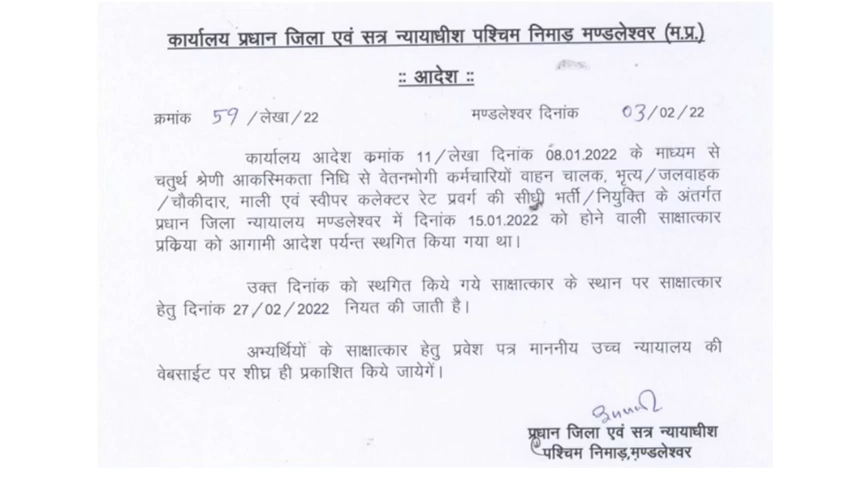 कार्यालय प्रधान जिला एवं सत्र न्यायाधीश पश्चिम निमाड़ मण्डलेश्वर (म.प्र.)
:: आदेश ::
क्रमांक 59/लेखा/22 मण्डलेश्वर दिनांक 03/02/22
कार्यालय आदेश क्रमांक 11/लेखा दिनांक 08.01.2022 के माध्यम से
चतुर्थ श्रेणी आकस्मिकता निधि से वेतनभोगी कर्मचारियों वाहन चालक, भृत्य/जलवाहक
/चौकीदार, माली एवं स्वीपर कलेक्टर रेट प्रवर्ग की सीधी भर्ती/नियुक्ति के अंतर्गत
प्रधान जिला न्यायालय मण्डलेश्वर में दिनांक 15.01.2022 को होने वाली साक्षात्कार
प्रक्रिया को आगामी आदेश पर्यन्त स्थगित किया गया था।
उक्त दिनांक को स्थगित किये गये साक्षात्कार के स्थान पर साक्षात्कार
हेतु दिनांक 27/02/2022 नियत की जाती है।
अभ्यर्थियों के साक्षात्कार हेतु प्रवेश पत्र माननीय उच्च न्यायालय की
वेबसाईट पर शीघ्र ही प्रकाशित किये जायेगें।
प्रधान जिला एवं सत्र न्यायाधीश
पश्चिम निमाड़,मण्डलेश्वर